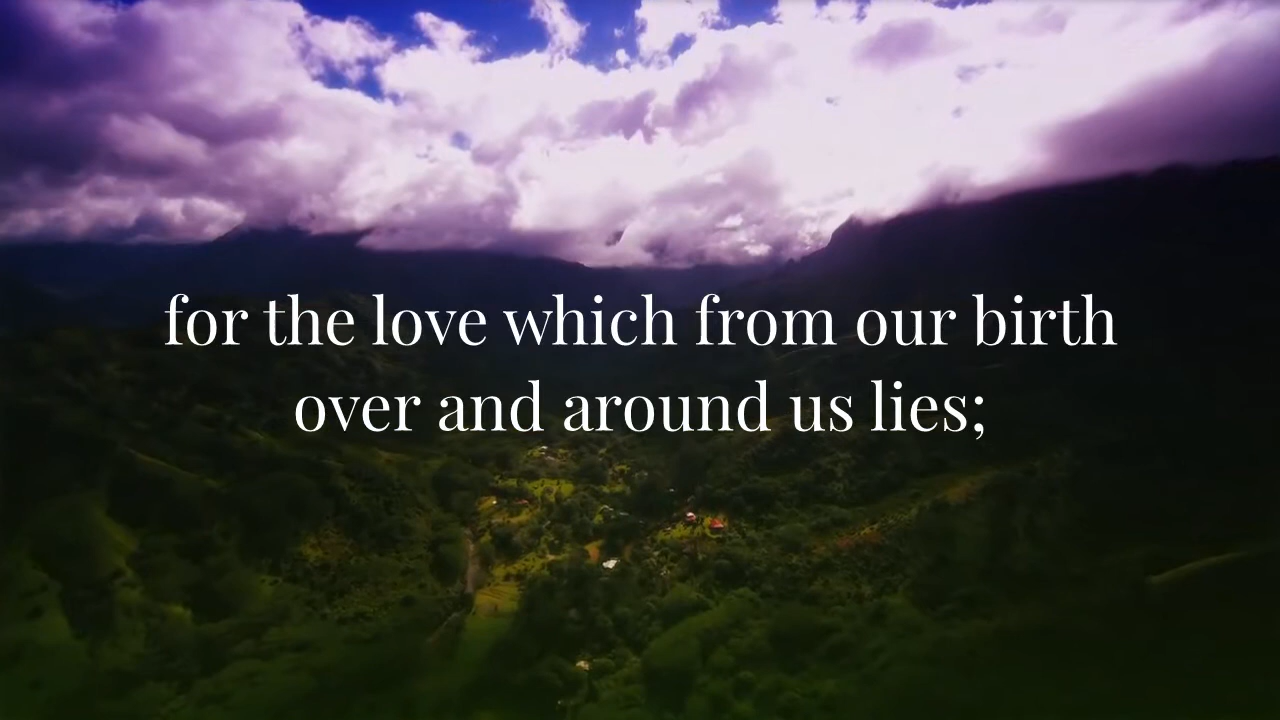 for the love which from our birth
over and around us lies;